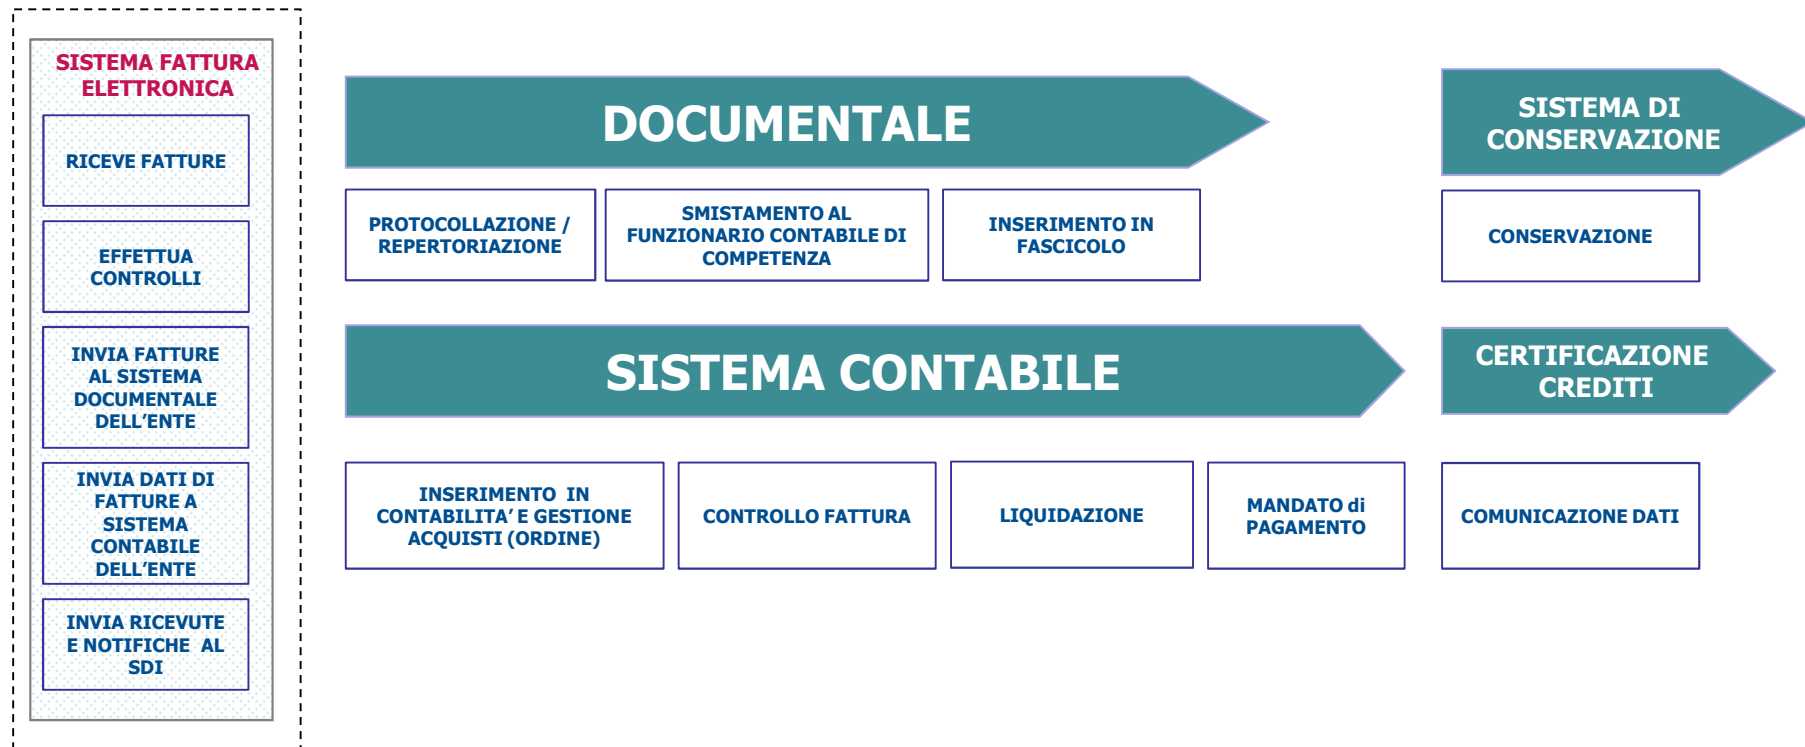 SISTEMA FATTURA
ELETTRONICA
RICEVE FATTURE
EFFETTUA
CONTROLLI
INVIA FATTURE
AL SISTEMA
DOCUMENTALE
DELL’ENTE
INVIA DATI DI
FATTURE A
SISTEMA
CONTABILE
DELL’ENTE
INVIA RICEVUTE
E NOTIFICHE AL
SDI
DOCUMENTALE
PROTOCOLLAZIONE /
REPERTORIAZIONE
SMISTAMENTO AL
FUNZIONARIO CONTABILE DI
COMPETENZA
INSERIMENTO IN
FASCICOLO
SISTEMA DI
CONSERVAZIONE
CONSERVAZIONE
SISTEMA CONTABILE
INSERIMENTO IN
CONTABILITA’ E GESTIONE
ACQUISTI (ORDINE)
CONTROLLO FATTURA
LIQUIDAZIONE
MANDATO di
PAGAMENTO
CERTIFICAZIONE
CREDITI
COMUNICAZIONE DATI